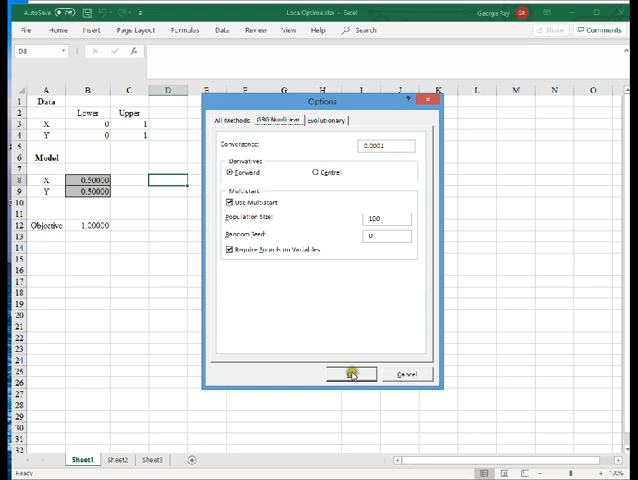 AutoSave Off LocalOptima.xlsx - Excel George Ray GR
File Home Insert Page Layout Formulas Data Review View Help Search Share Comments
D8 fx
A B C D E F G H I J K L M N O
1 Data
2 Lower Upper
3 X 0 1
4 Y 0 1
5
6 Model
7
8 X 0.50000
9 Y 0.50000
10
11
12 Objective 1.00000
13
14
15
16
17
18
19
20
21
22
23
24
25
26
27
28
29
30
31
32
Options ? ×
All Methods GRG Nonlinear Evolutionary
Convergence: 0.0001
Derivatives
Forward Central
Multistart
Use Multistart
Population Size: 100
Random Seed: 0
Require Bounds on Variables
Cancel
Sheet1 Sheet2 Sheet3
Ready 100%